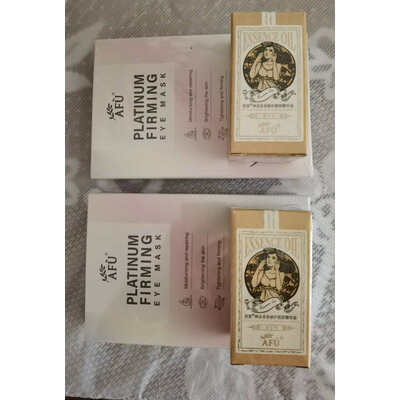 AFU
PLATINUM
FIRMING
EYE MASK
Moisturizing and repairing
Brightening the skin
Tightening and firming
ESSENCE OIL
AFU
AFU
PLATINUM
FIRMING
EYE MASK
Moisturizing and repairing
Brightening the skin
Tightening and firming
ESSENCE OIL
AFU